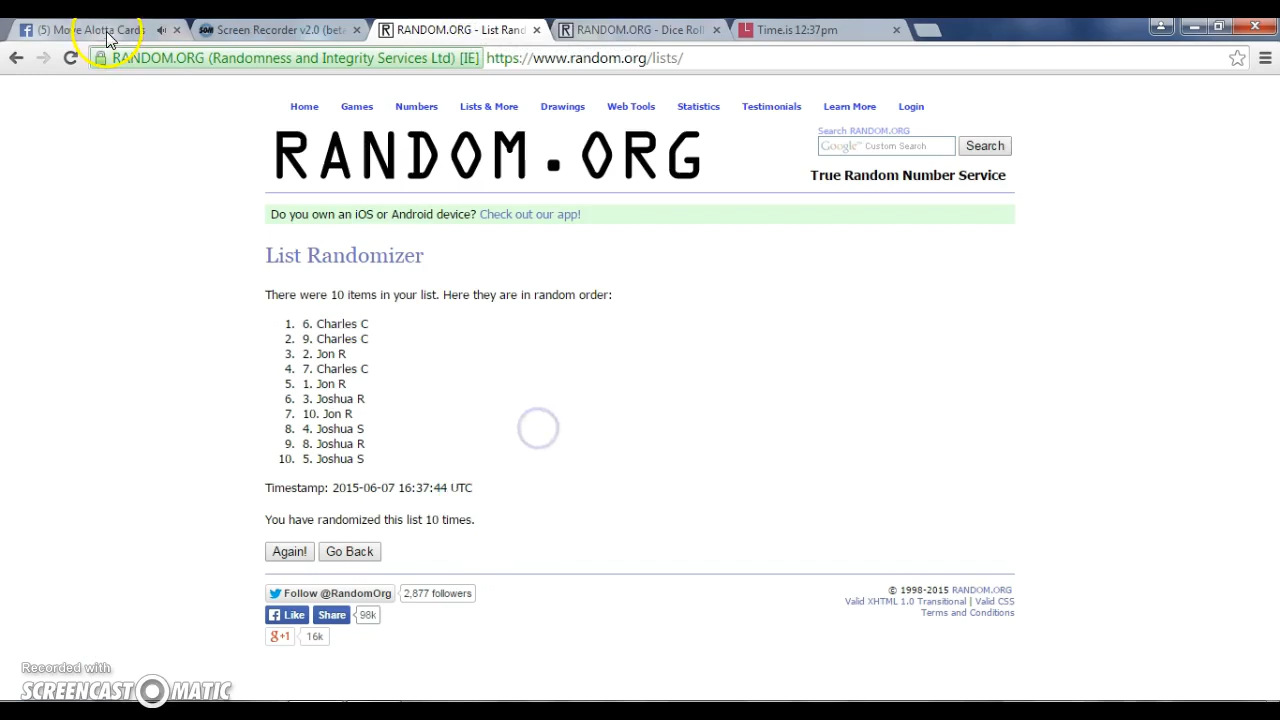 (5) Move Alotta Cards
Screen Recorder v2.0 (beta
RANDOM.ORG - List Rand
RANDOM.ORG - Dice Roll
Time.is 12:37pm
RANDOM.ORG (Randomness and Integrity Services Ltd) [IE] https://www.random.org/lists/
Home Games Numbers Lists & More Drawings Web Tools Statistics Testimonials Learn More Login
RANDOM.ORG
Search RANDOM.ORG
Google™ Custom Search Search
True Random Number Service
Do you own an iOS or Android device? Check out our app!
List Randomizer
There were 10 items in your list. Here they are in random order:
1. 6. Charles C
2. 9. Charles C
3. 2. Jon R
4. 7. Charles C
5. 1. Jon R
6. 3. Joshua R
7. 10. Jon R
8. 4. Joshua S
9. 8. Joshua R
10. 5. Joshua S
Timestamp: 2015-06-07 16:37:44 UTC
You have randomized this list 10 times.
Again! Go Back
Follow @RandomOrg 2,877 followers
Like Share 98k
g+1 16k
© 1998-2015 RANDOM.ORG
Valid XHTML 1.0 Transitional | Valid CSS
Terms and Conditions
Recorded with
SCREENCAST-O-MATIC